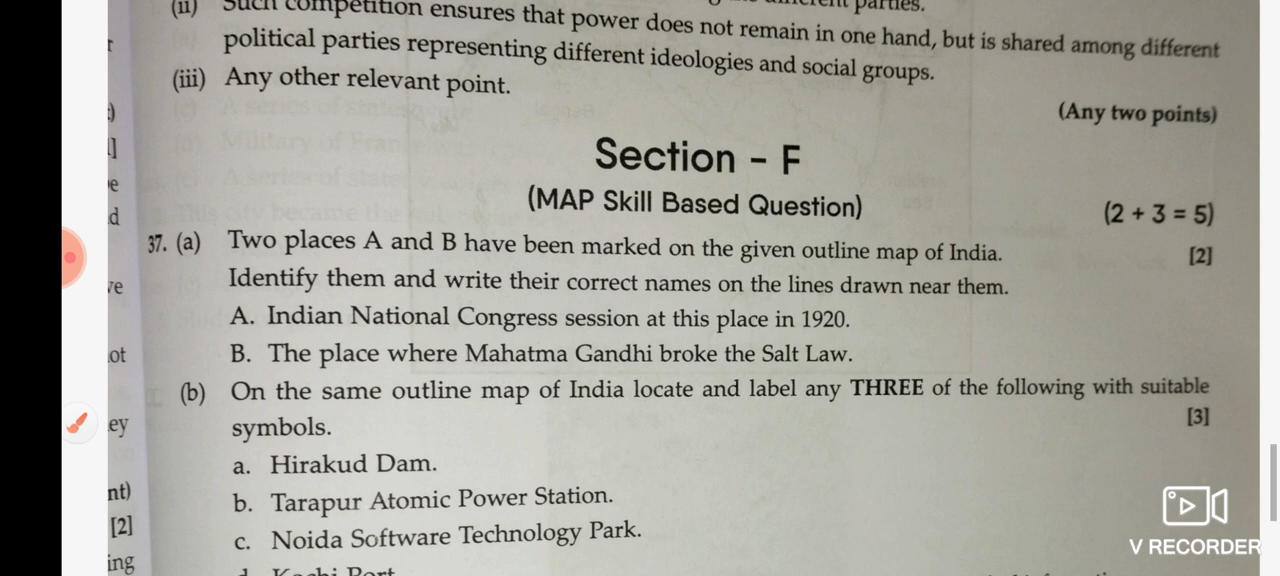 (ii) Such competition ensures that power does not remain in one hand, but is shared among different
political parties representing different ideologies and social groups.
(iii) Any other relevant point.
(Any two points)
Section - F
(MAP Skill Based Question)
(2 + 3 = 5)
37. (a) Two places A and B have been marked on the given outline map of India. [2]
Identify them and write their correct names on the lines drawn near them.
A. Indian National Congress session at this place in 1920.
B. The place where Mahatma Gandhi broke the Salt Law.
(b) On the same outline map of India locate and label any THREE of the following with suitable
symbols. [3]
a. Hirakud Dam.
b. Tarapur Atomic Power Station.
c. Noida Software Technology Park.
d. Kochi Port
V RECORDER